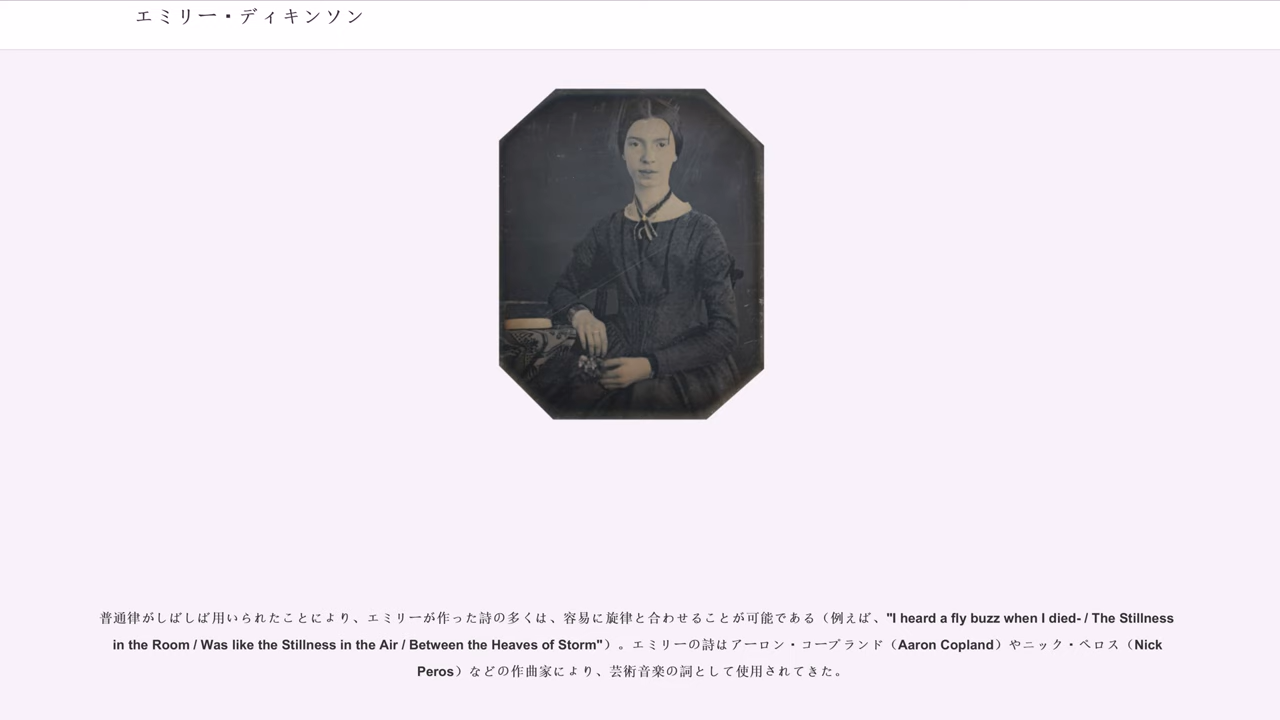 エミリー・ディキンソン
普通律がしばしば用いられたことにより、エミリーが作った詩の多くは、容易に旋律と合わせることが可能である（例えば、"I heard a fly buzz when I died- / The Stillness
in the Room / Was like the Stillness in the Air / Between the Heaves of Storm"）。エミリーの詩はアーロン・コープランド（Aaron Copland）やニック・ペロス（Nick
Peros）などの作曲家により、芸術音楽の詞として使用されてきた。